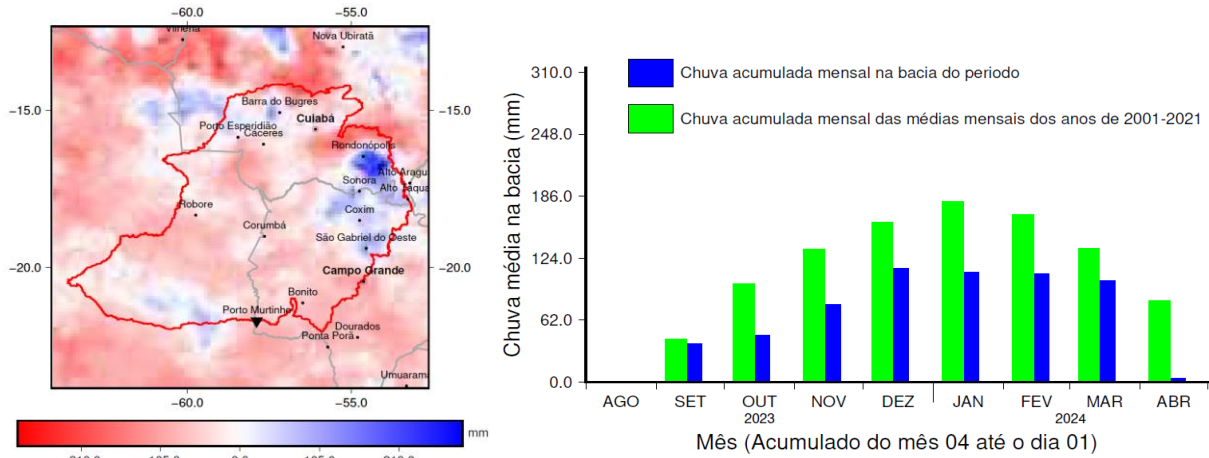 −60.0 −55.0
Vilhena
Nova Ubiratã
−15.0 −15.0
Barra do Bugres
Cuiabá
Porto Esperidião
Cáceres
Rondonópolis
Alto Aragu
Sonora
Alto Taqua
Robore
Coxim
Corumbá
São Gabriel do Oeste
−20.0 −20.0
Campo Grande
Bonito
Porto Murtinho
Dourados
Ponta Porã
Umuarama
−60.0 −55.0
mm
Chuva média na bacia (mm)
310.0
248.0
186.0
124.0
62.0
0.0
Chuva acumulada mensal na bacia do periodo
Chuva acumulada mensal das médias mensais dos anos de 2001-2021
AGO SET OUT NOV DEZ JAN FEV MAR ABR
2023 2024
Mês (Acumulado do mês 04 até o dia 01)